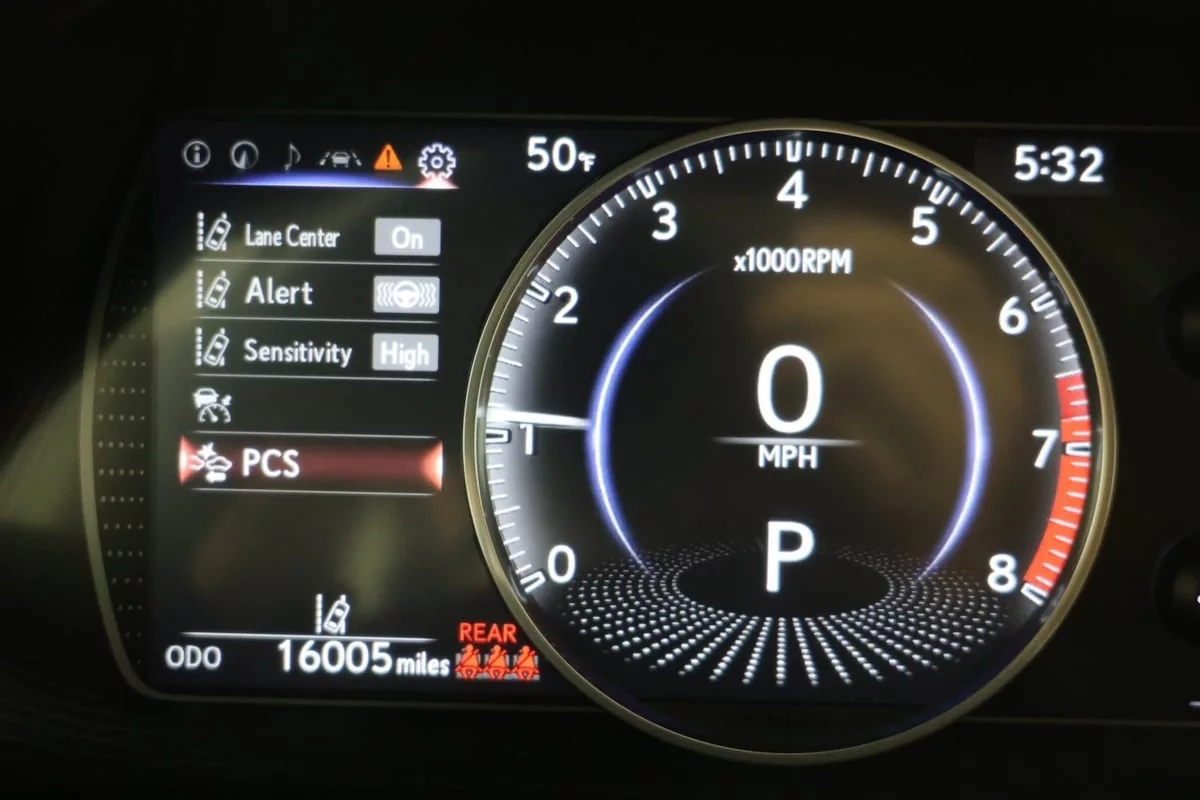 50°F
5:32
Lane Center On
Alert
Sensitivity High
PCS
ODO 16005 miles
REAR
0
1
2
3
4
5
6
7
8
x1000RPM
0
MPH
P